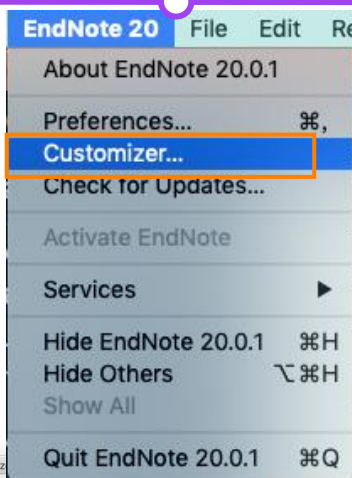 EndNote 20 File Edit Re
About EndNote 20.0.1
Preferences... ⌘,
Customizer...
Check for Updates...
Activate EndNote
Services ▶
Hide EndNote 20.0.1 ⌘H
Hide Others ⌥⌘H
Show All
Quit EndNote 20.0.1 ⌘Q